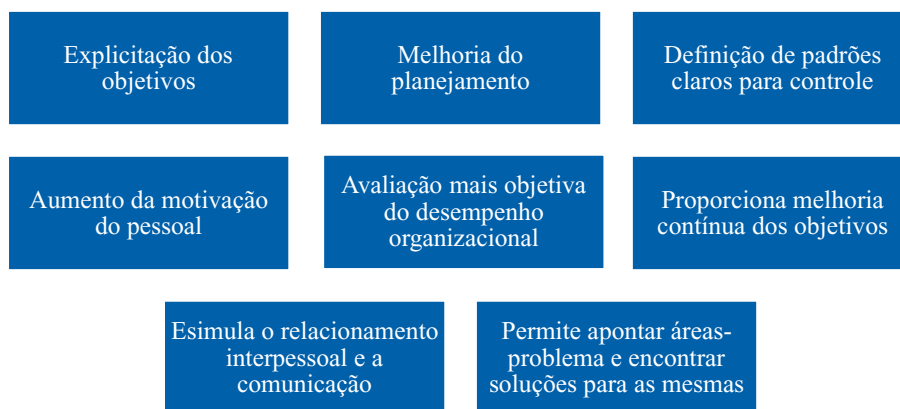 Explicitação dos
objetivos
Melhoria do
planejamento
Definição de padrões
claros para controle
Aumento da motivação
do pessoal
Avaliação mais objetiva
do desempenho
organizacional
Proporciona melhoria
contínua dos objetivos
Esimula o relacionamento
interpessoal e a
comunicação
Permite apontar áreas-
problema e encontrar
soluções para as mesmas